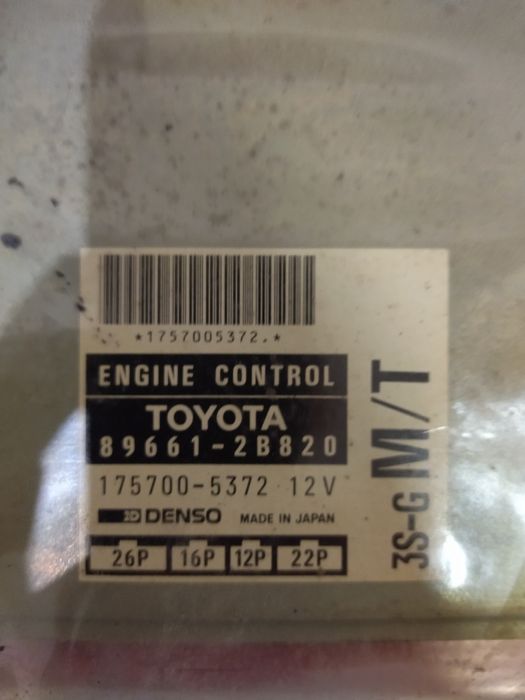 *1757005372.*
ENGINE CONTROL
TOYOTA
89661-2B820
175700-5372 12V
DENSO MADE IN JAPAN
26P 16P 12P 22P
3S-G M/T